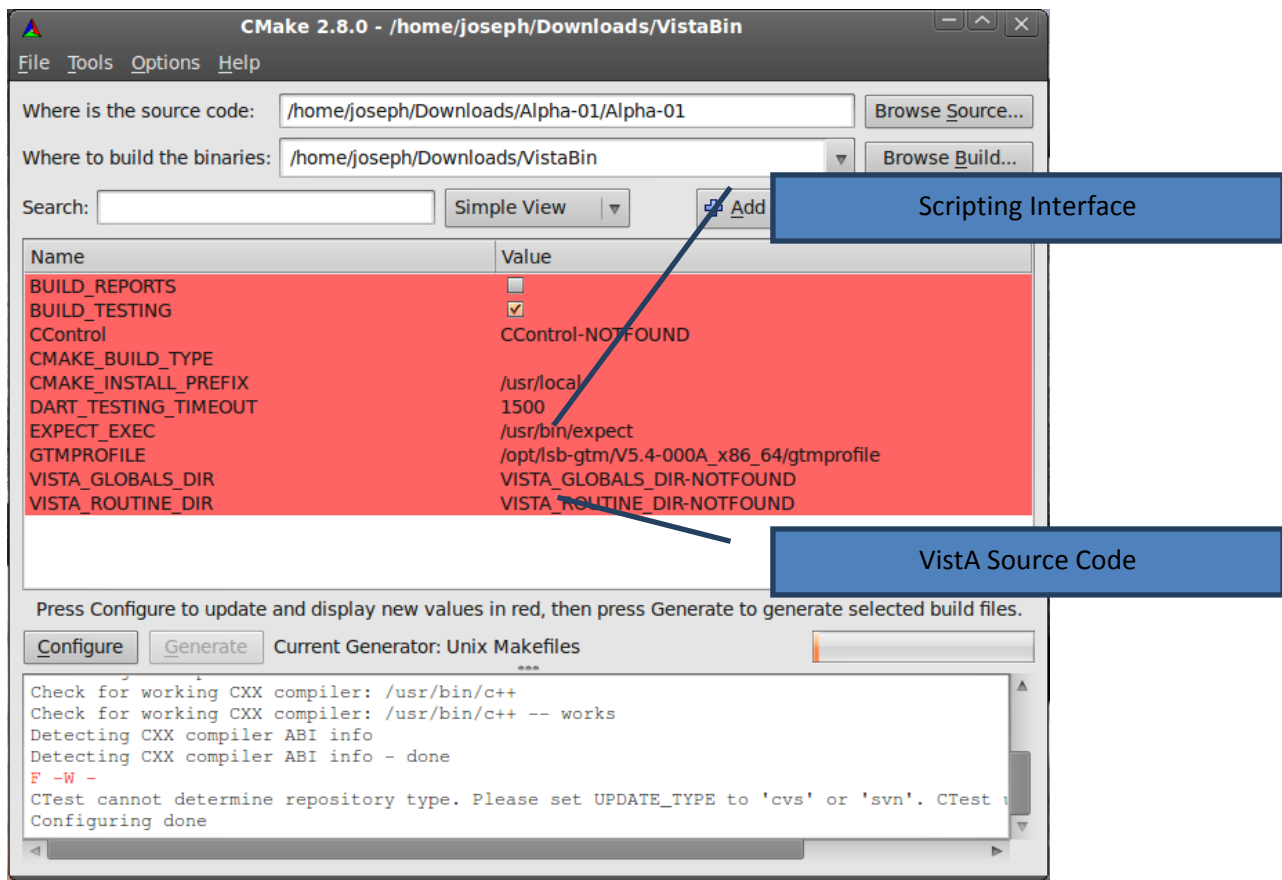 CMake 2.8.0 - /home/joseph/Downloads/VistaBin
File Tools Options Help
Where is the source code: /home/joseph/Downloads/Alpha-01/Alpha-01 Browse Source...
Where to build the binaries: /home/joseph/Downloads/VistaBin Browse Build...
Search: Simple View Add
Scripting Interface
Name Value
BUILD_REPORTS
BUILD_TESTING
CControl CControl-NOTFOUND
CMAKE_BUILD_TYPE
CMAKE_INSTALL_PREFIX /usr/local
DART_TESTING_TIMEOUT 1500
EXPECT_EXEC /usr/bin/expect
GTMPROFILE /opt/lsb-gtm/V5.4-000A_x86_64/gtmprofile
VISTA_GLOBALS_DIR VISTA_GLOBALS_DIR-NOTFOUND
VISTA_ROUTINE_DIR VISTA_ROUTINE_DIR-NOTFOUND
VistA Source Code
Press Configure to update and display new values in red, then press Generate to generate selected build files.
Configure Generate Current Generator: Unix Makefiles
Check for working CXX compiler: /usr/bin/c++
Check for working CXX compiler: /usr/bin/c++ -- works
Detecting CXX compiler ABI info
Detecting CXX compiler ABI info - done
F -W -
CTest cannot determine repository type. Please set UPDATE_TYPE to 'cvs' or 'svn'. CTest
Configuring done